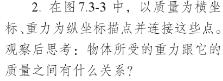 2. 在图7.3-3 中，以质量为横坐
标、重力为纵坐标描点并连接这些点。
观察后思考：物体所受的重力跟它的
质量之间有什么关系？